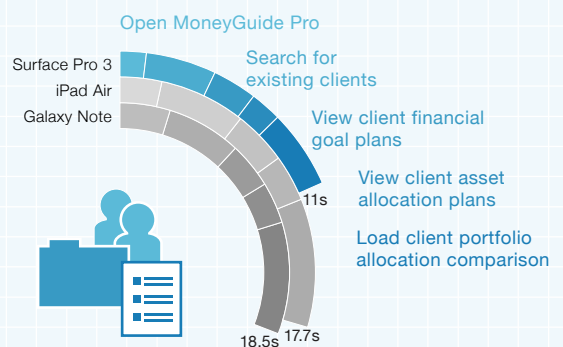 Open MoneyGuide Pro
Surface Pro 3
iPad Air
Galaxy Note
Search for
existing clients
View client financial
goal plans
View client asset
allocation plans
Load client portfolio
allocation comparison
11s
18.5s
17.7s